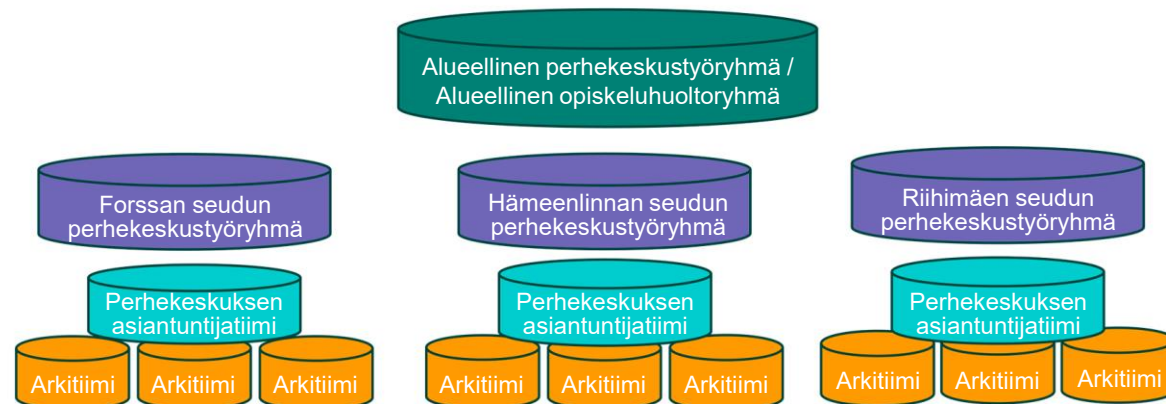 Alueellinen perhekeskustyöryhmä /
Alueellinen opiskeluhuoltoryhmä
Forssan seudun
perhekeskustyöryhmä
Hämeenlinnan seudun
perhekeskustyöryhmä
Riihimäen seudun
perhekeskustyöryhmä
Perhekeskuksen
asiantuntijatiimi
Perhekeskuksen
asiantuntijatiimi
Perhekeskuksen
asiantuntijatiimi
Arkitiimi
Arkitiimi
Arkitiimi
Arkitiimi
Arkitiimi
Arkitiimi
Arkitiimi
Arkitiimi
Arkitiimi